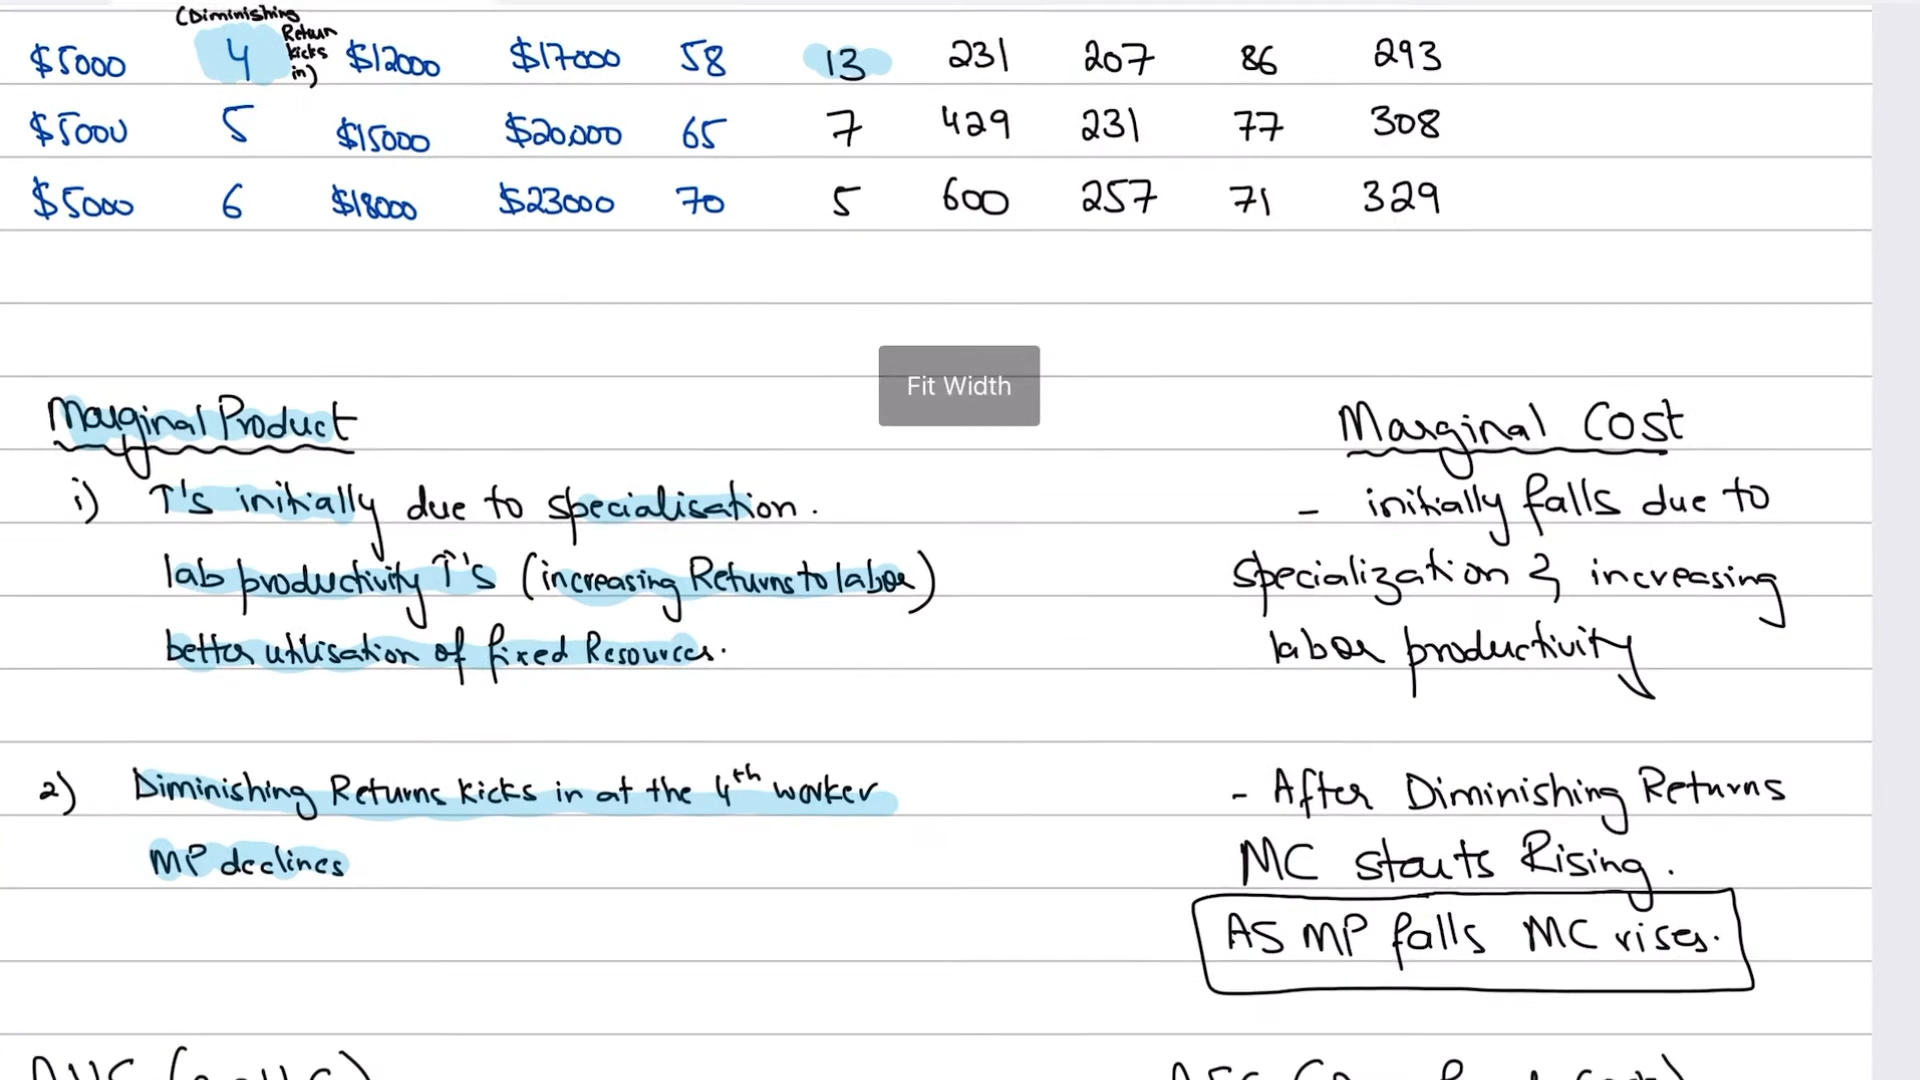 (Diminishing
Return
kicks
in)
$5000 4 $12000 $17000 58 13 231 207 86 293
$5000 5 $15000 $20,000 65 7 429 231 77 308
$5000 6 $18000 $23000 70 5 600 257 71 329
Fit Width
Marginal Product
i) ↑'s initially due to specialisation.
lab productivity ↑'s (increasing Returns to labor)
better utilisation of fixed Resources.
2) Diminishing Returns kicks in at the 4th worker
MP declines
Marginal Cost
- initially falls due to
specialization & increasing
labor productivity
- After Diminishing Returns
MC starts Rising.
AS MP falls MC rises.